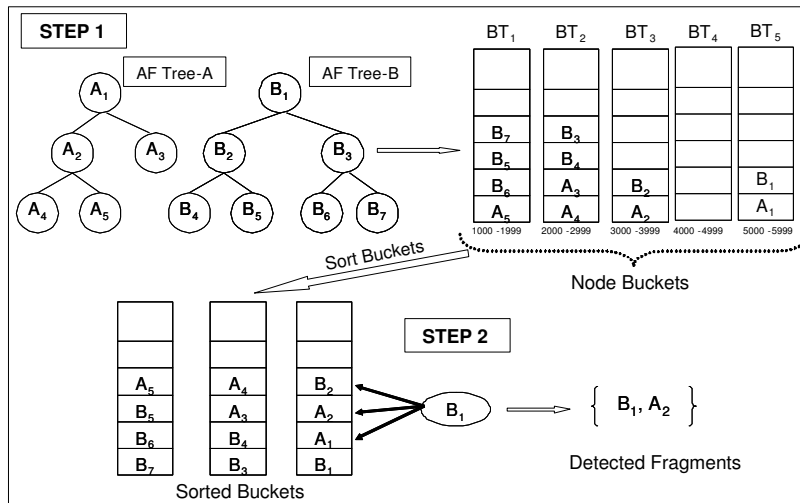 STEP 1
AF Tree-A
AF Tree-B
A1
A2
A3
A4
A5
B1
B2
B3
B4
B5
B6
B7
BT1 BT2 BT3 BT4 BT5
B7 B3
B5 B4
B6 A3 B2 B1
A5 A4 A2 A1
1000 -1999 2000 -2999 3000 -3999 4000 -4999 5000 -5999
Sort Buckets
Node Buckets
STEP 2
A5 A4 B2
B5 A3 A2
B6 B4 A1
B7 B3 B1
Sorted Buckets
B1
{ B1, A2 }
Detected Fragments